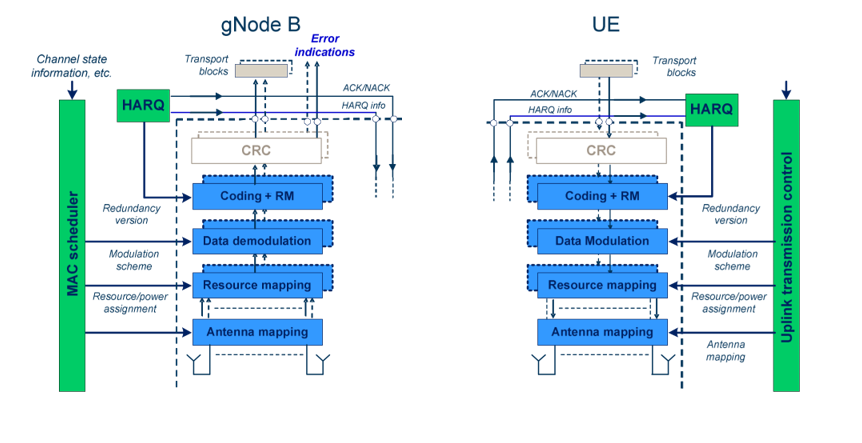 gNode B
Error
indications
Channel state
information, etc.
Transport
blocks
ACK/NACK
HARQ
HARQ info
CRC
MAC scheduler
Coding + RM
Redundancy
version
Data demodulation
Modulation
scheme
Resource mapping
Resource/power
assignment
Antenna mapping
UE
Transport
blocks
ACK/NACK
HARQ info
HARQ
CRC
Coding + RM
Redundancy
version
Data Modulation
Modulation
scheme
Resource mapping
Resource/power
assignment
Antenna mapping
Antenna
mapping
Uplink transmission control